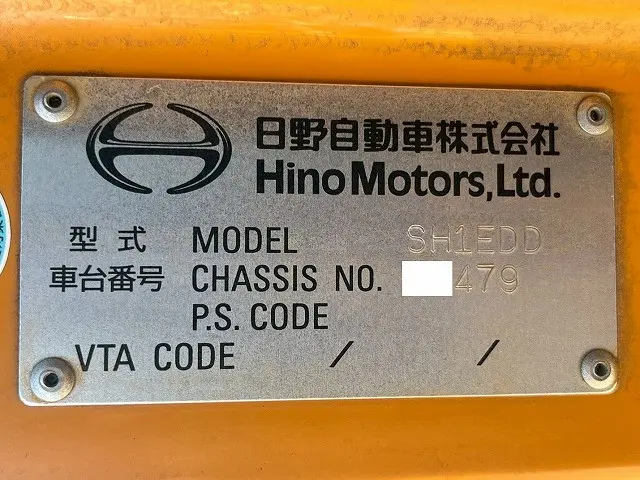 日野自動車株式会社
Hino Motors, Ltd.
型式 MODEL SH1EDD
車台番号 CHASSIS NO. 479
P.S. CODE
VTA CODE / /